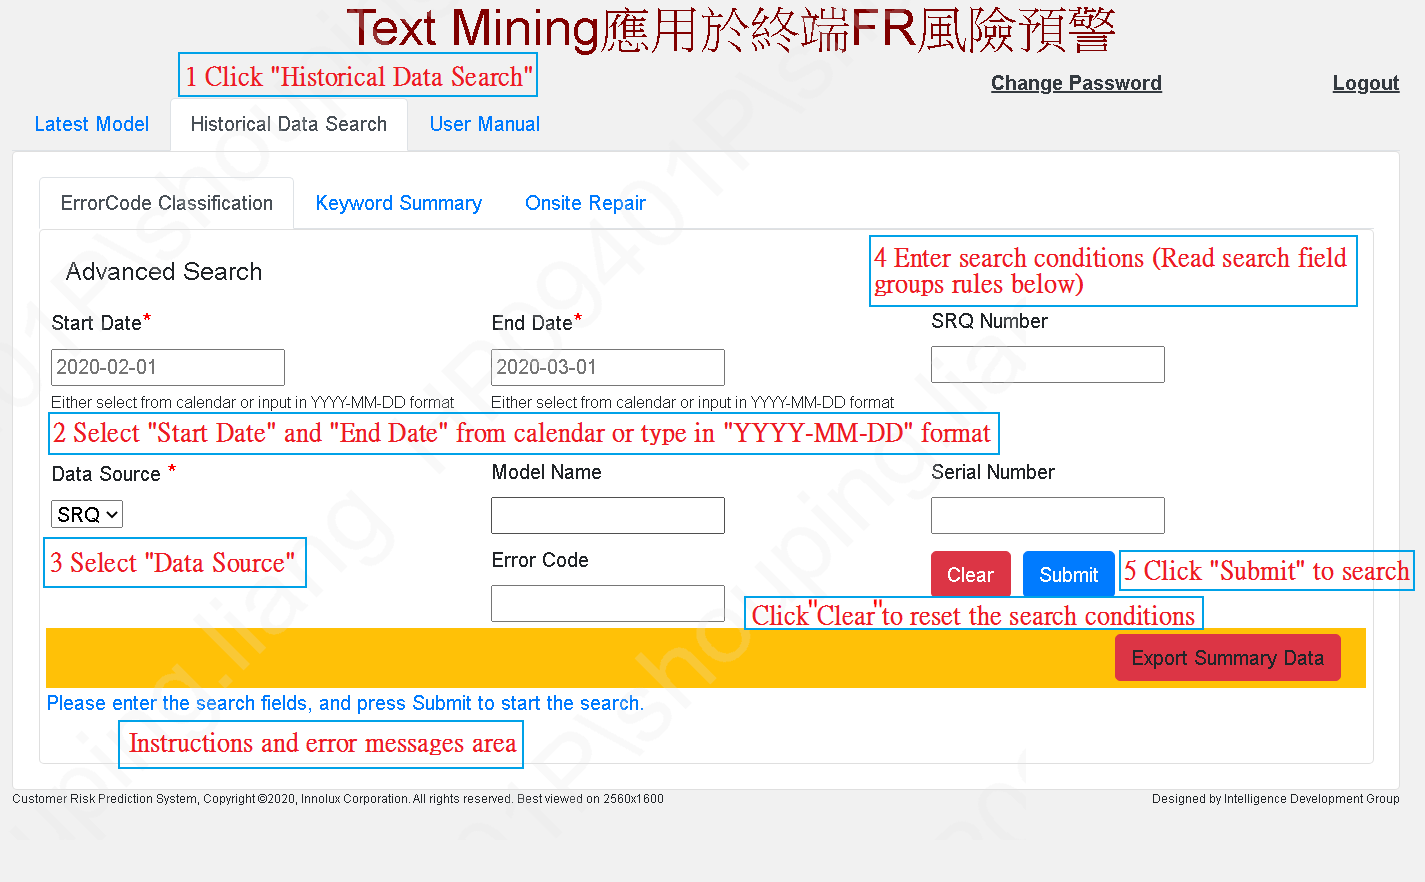 Text Mining應用於終端FR風險預警
1 Click "Historical Data Search"
Change Password
Logout
Latest Model
Historical Data Search
User Manual
ErrorCode Classification
Keyword Summary
Onsite Repair
Advanced Search
4 Enter search conditions (Read search field
groups rules below)
Start Date*
End Date*
SRQ Number
2020-02-01
2020-03-01
Either select from calendar or input in YYYY-MM-DD format
Either select from calendar or input in YYYY-MM-DD format
2 Select "Start Date" and "End Date" from calendar or type in "YYYY-MM-DD" format
Data Source *
Model Name
Serial Number
SRQ
3 Select "Data Source"
Error Code
Clear
Submit
5 Click "Submit" to search
Click"Clear"to reset the search conditions
Export Summary Data
Please enter the search fields, and press Submit to start the search.
Instructions and error messages area
Customer Risk Prediction System, Copyright ©2020, Innolux Corporation. All rights reserved. Best viewed on 2560x1600
Designed by Intelligence Development Group